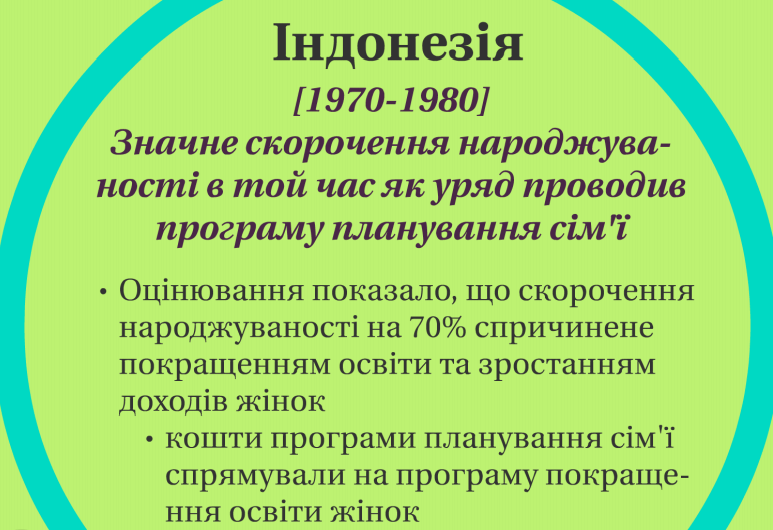 Індонезія
[1970-1980]
Значне скорочення народжува-
ності в той час як уряд проводив
програму планування сім'ї
• Оцінювання показало, що скорочення
народжуваності на 70% спричинене
покращенням освіти та зростанням
доходів жінок
• кошти програми планування сім'ї
спрямували на програму покраще-
ння освіти жінок